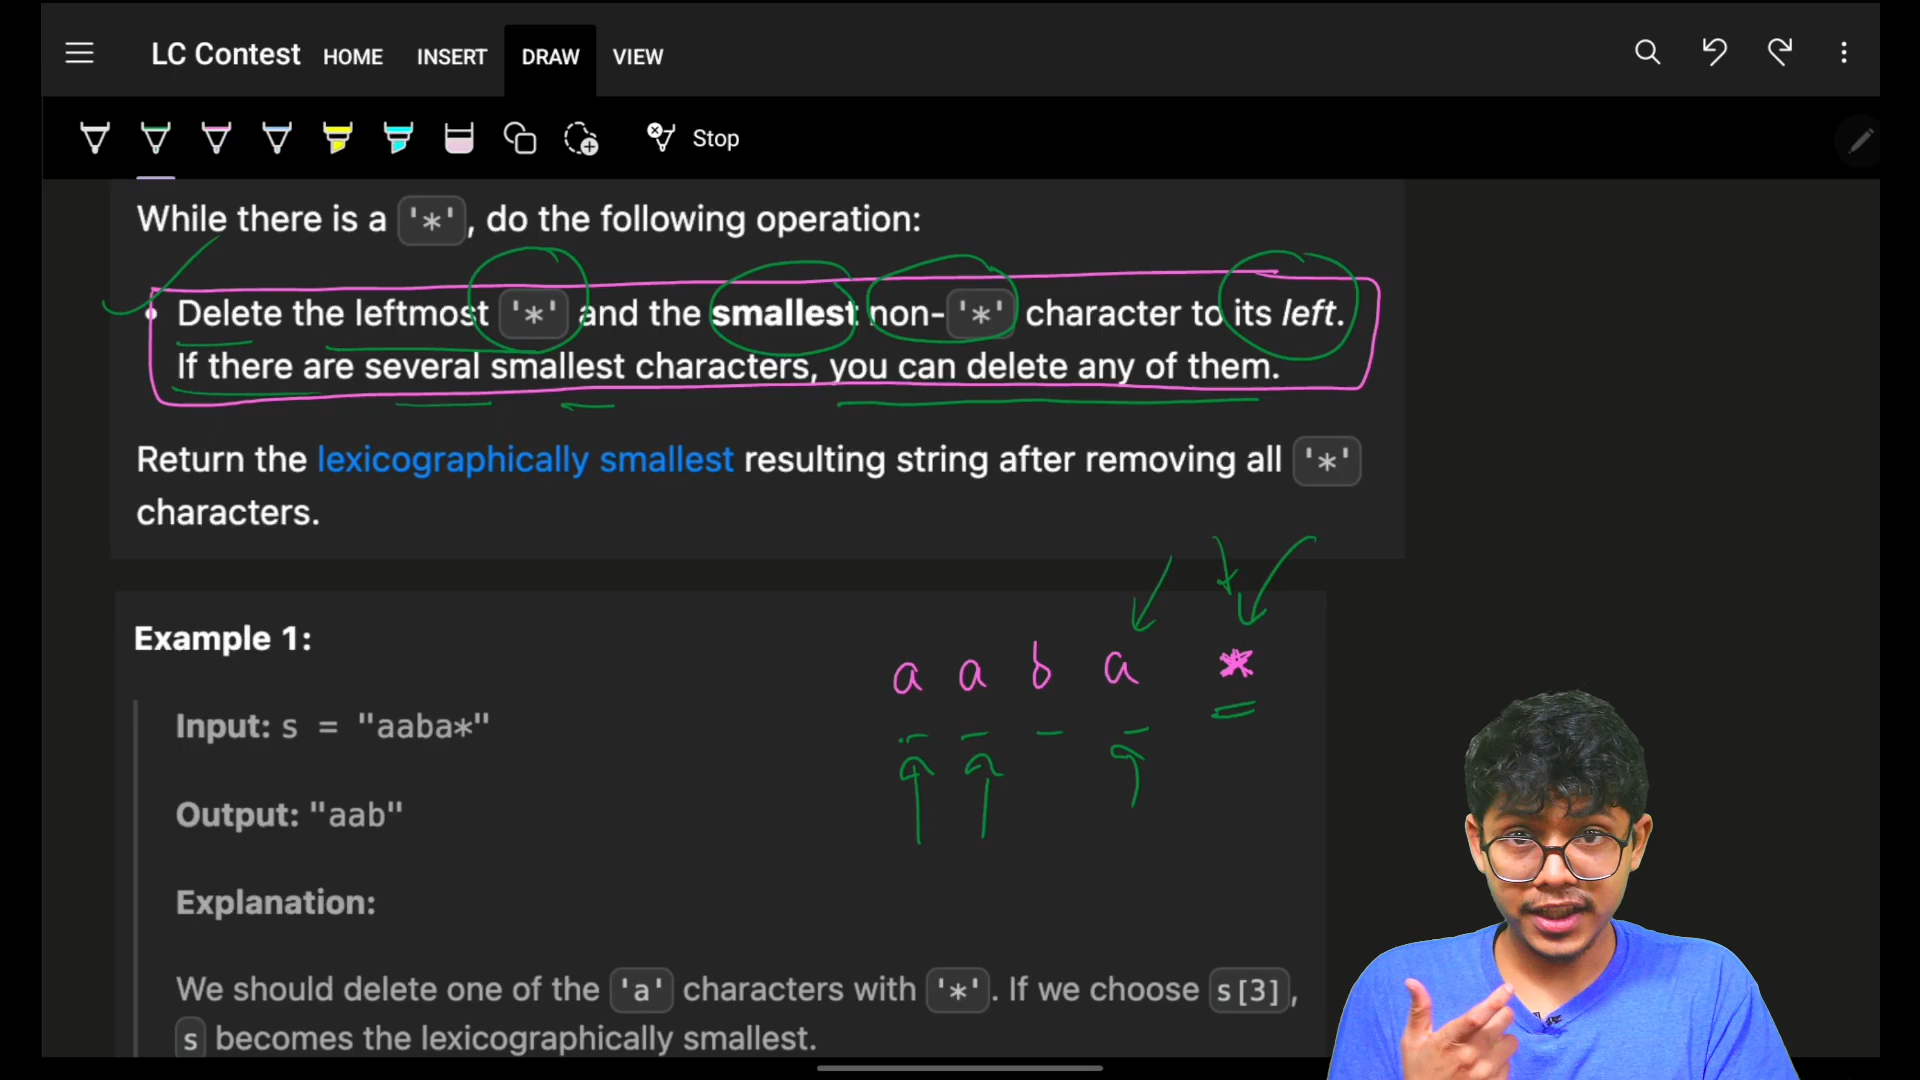 LC Contest HOME INSERT DRAW VIEW
Stop
While there is a '*', do the following operation:
• Delete the leftmost '*' and the smallest non-'*' character to its left.
If there are several smallest characters, you can delete any of them.
Return the lexicographically smallest resulting string after removing all '*'
characters.
Example 1:
a a b a *
Input: s = "aaba*"
Output: "aab"
Explanation:
We should delete one of the 'a' characters with '*'. If we choose s[3],
s becomes the lexicographically smallest.